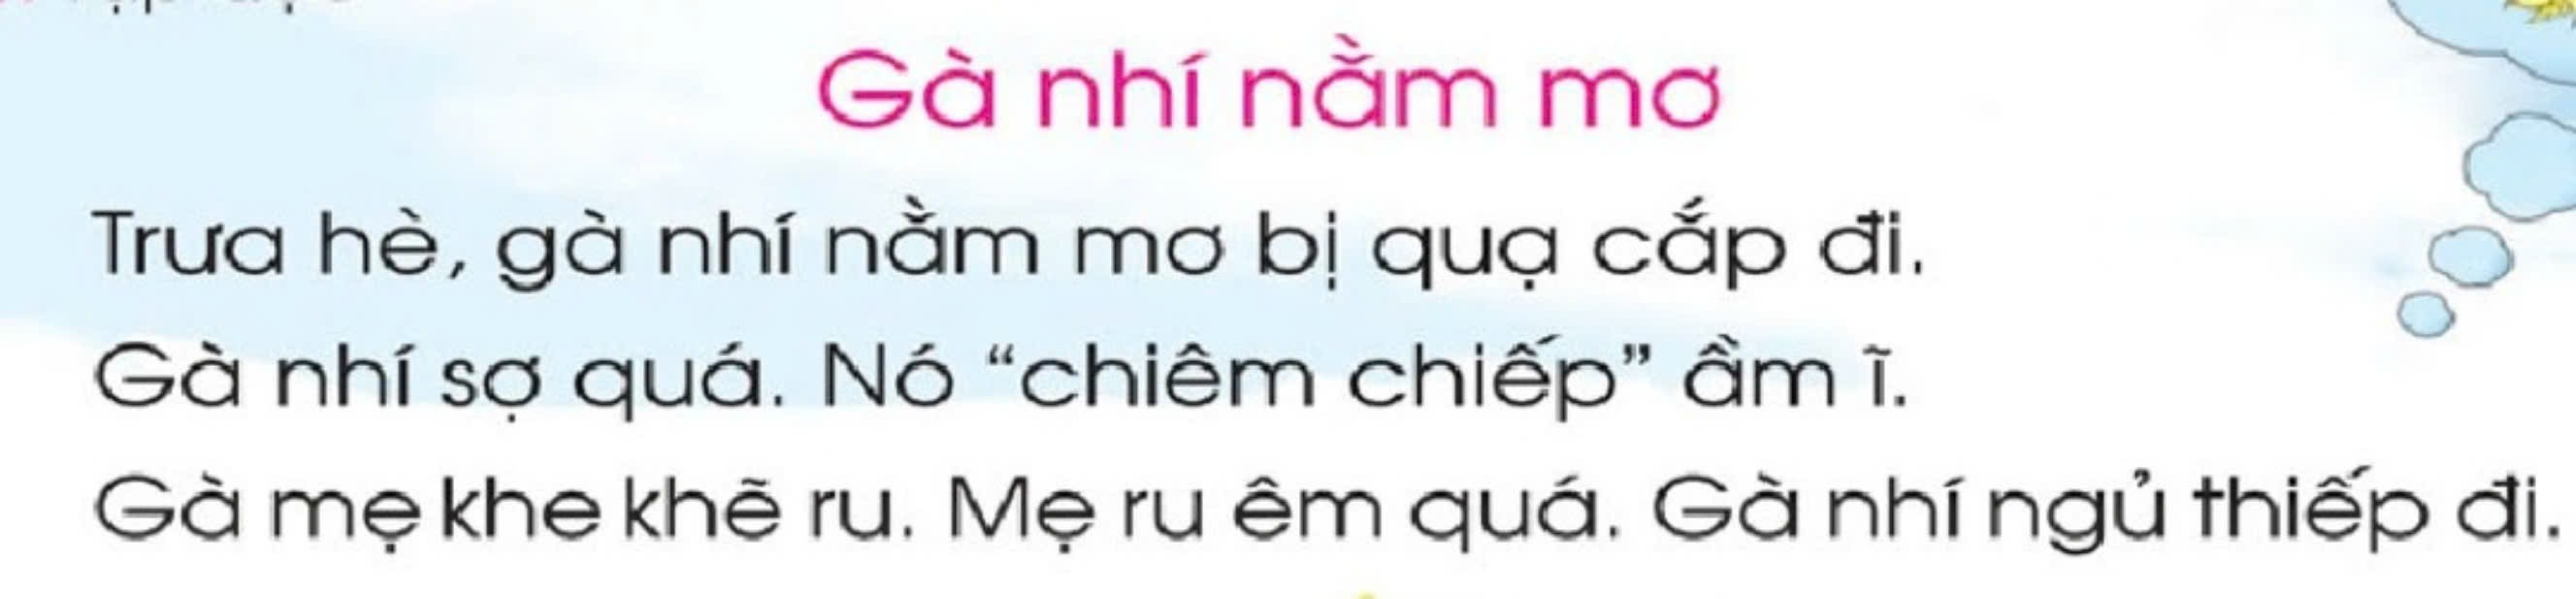 Gà nhí nằm mơ
Trưa hè, gà nhí nằm mơ bị quạ cắp đi.
Gà nhí sợ quá. Nó “chiêm chiếp” ầm ĩ.
Gà mẹ khe khẽ ru. Mẹ ru êm quá. Gà nhí ngủ thiếp đi.